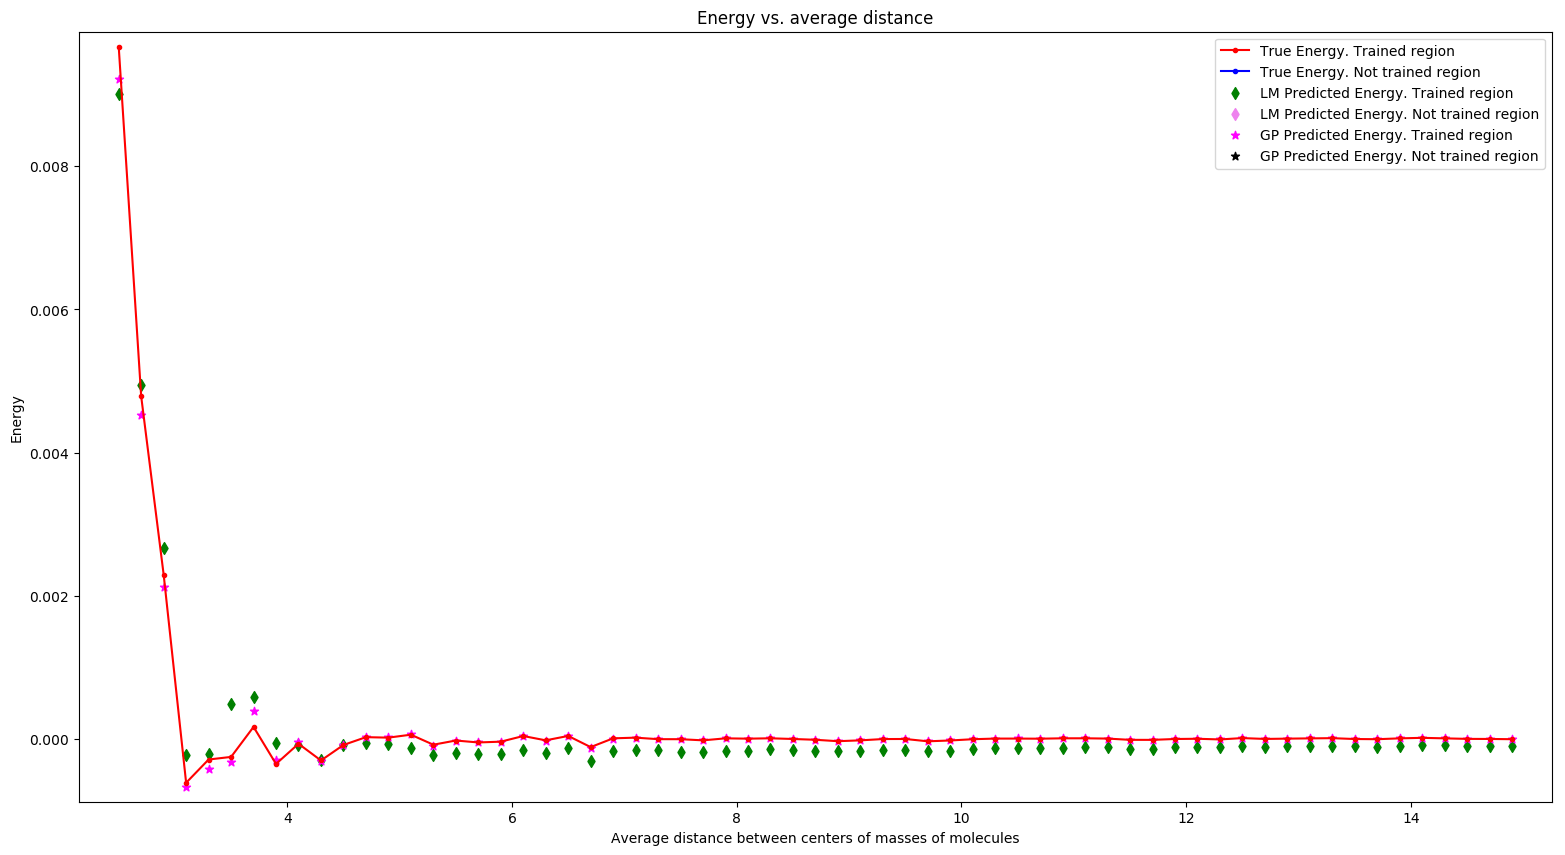 Energy vs. average distance
True Energy. Trained region
True Energy. Not trained region
LM Predicted Energy. Trained region
LM Predicted Energy. Not trained region
GP Predicted Energy. Trained region
GP Predicted Energy. Not trained region
Energy
0.008
0.006
0.004
0.002
0.000
4 6 8 10 12 14
Average distance between centers of masses of molecules